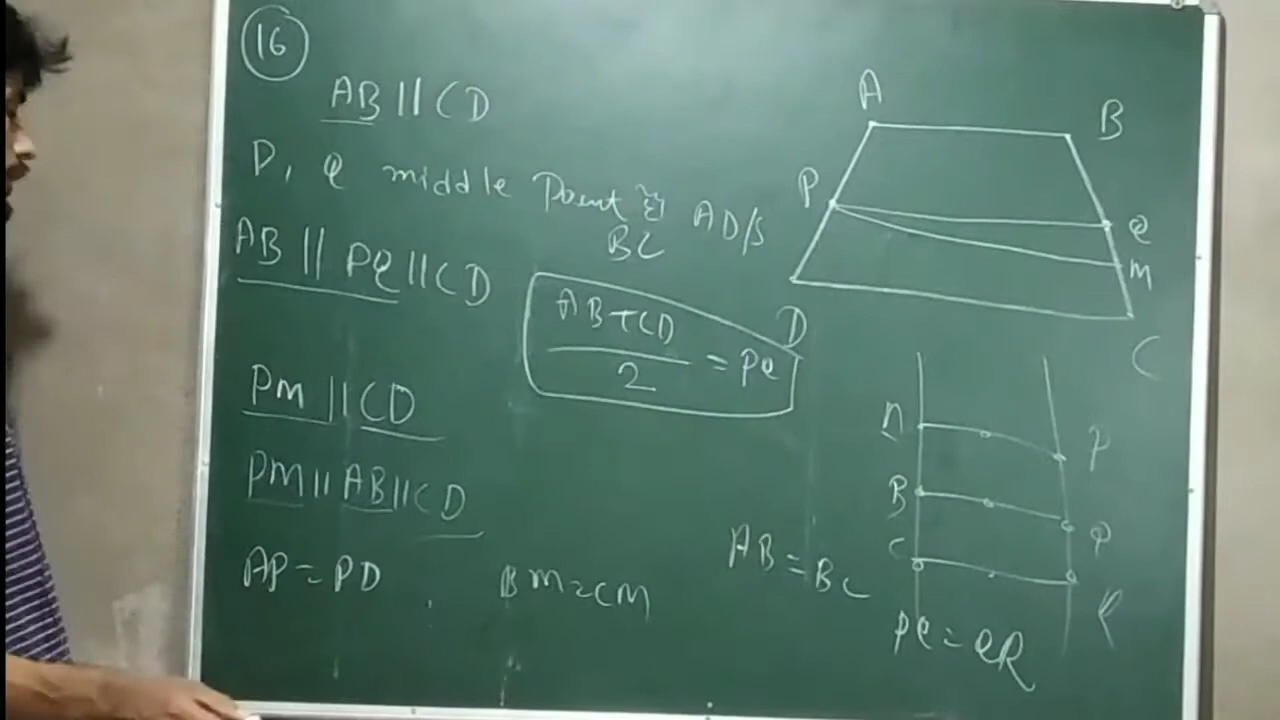 16
AB || CD
P, Q middle Point AD/S
BC
AB || PQ || CD
AB+CD
2
= PQ
PM || CD
PM || AB || CD
AP = PD
BM = CM
A
B
P
Q
M
D
C
A
P
B
Q
C
R
AB = BC
PQ = QR